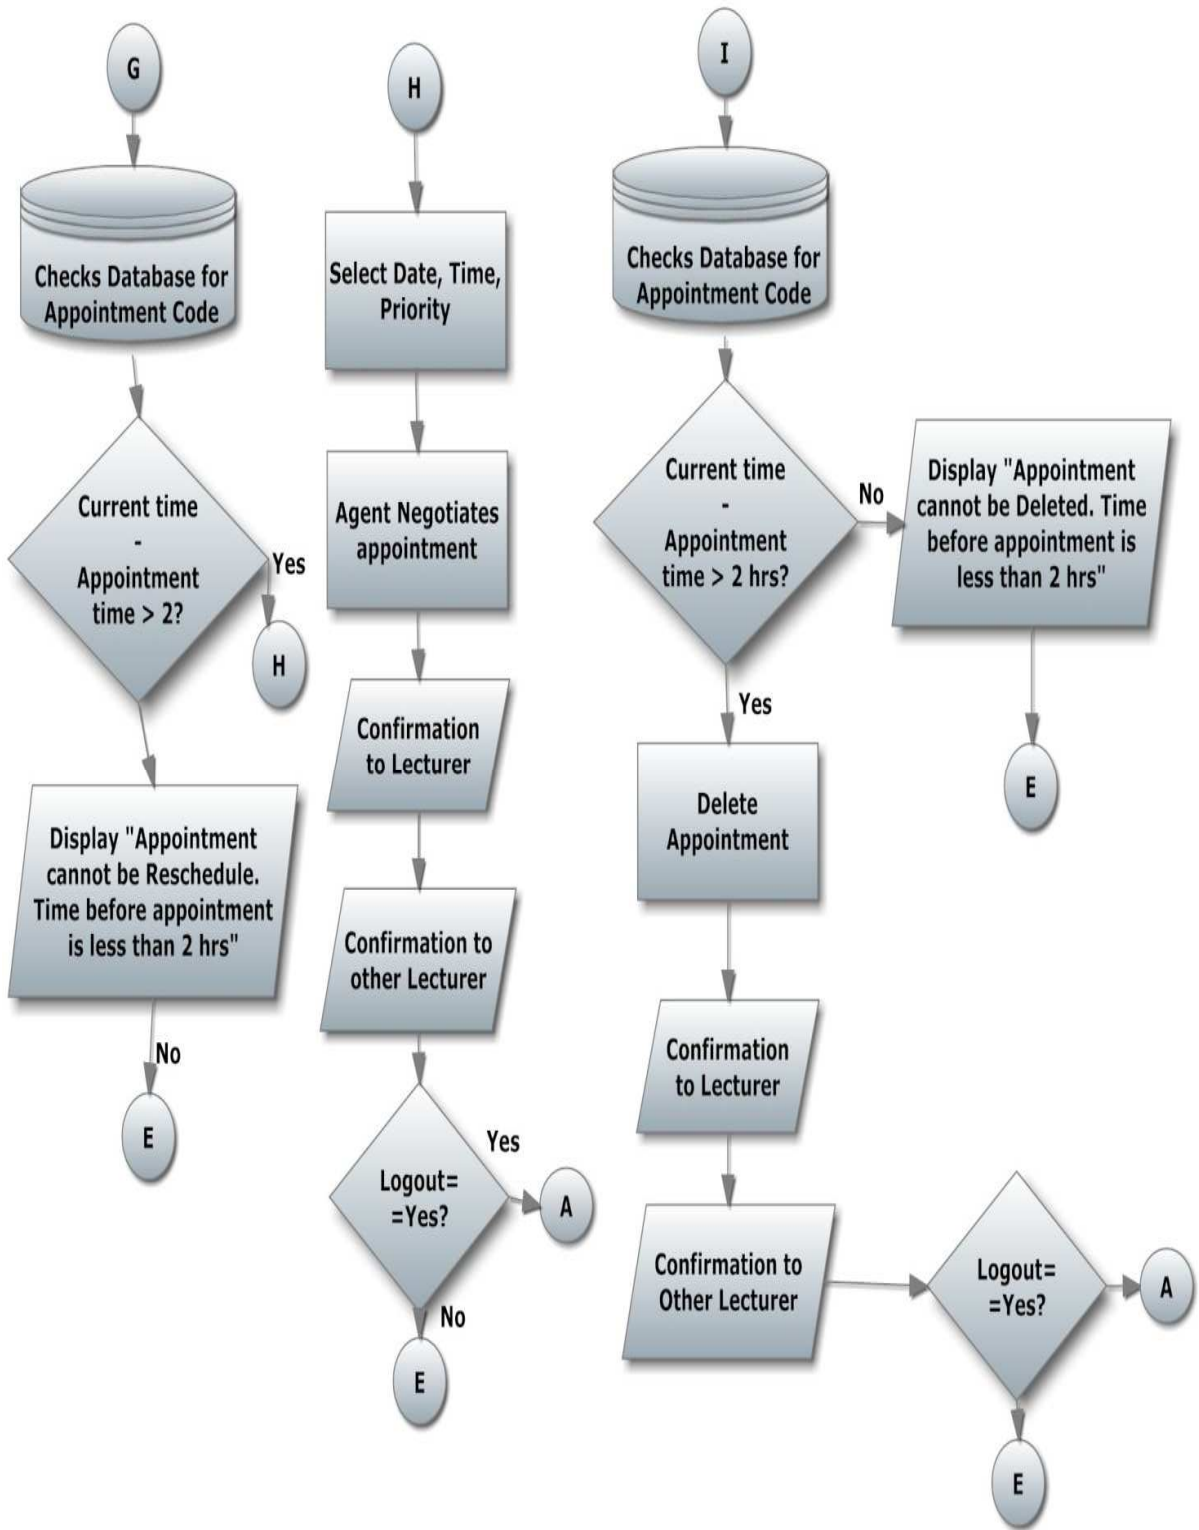 G
Checks Database for
Appointment Code
Current time
-
Appointment
time > 2?
Yes
H
Display "Appointment
cannot be Reschedule.
Time before appointment
is less than 2 hrs"
No
E
H
Select Date, Time,
Priority
Agent Negotiates
appointment
Confirmation
to Lecturer
Confirmation to
other Lecturer
Logout=
=Yes?
Yes
A
No
E
I
Checks Database for
Appointment Code
Current time
-
Appointment
time > 2 hrs?
No
Display "Appointment
cannot be Deleted. Time
before appointment is
less than 2 hrs"
E
Yes
Delete
Appointment
Confirmation
to Lecturer
Confirmation to
Other Lecturer
Logout=
=Yes?
A
E